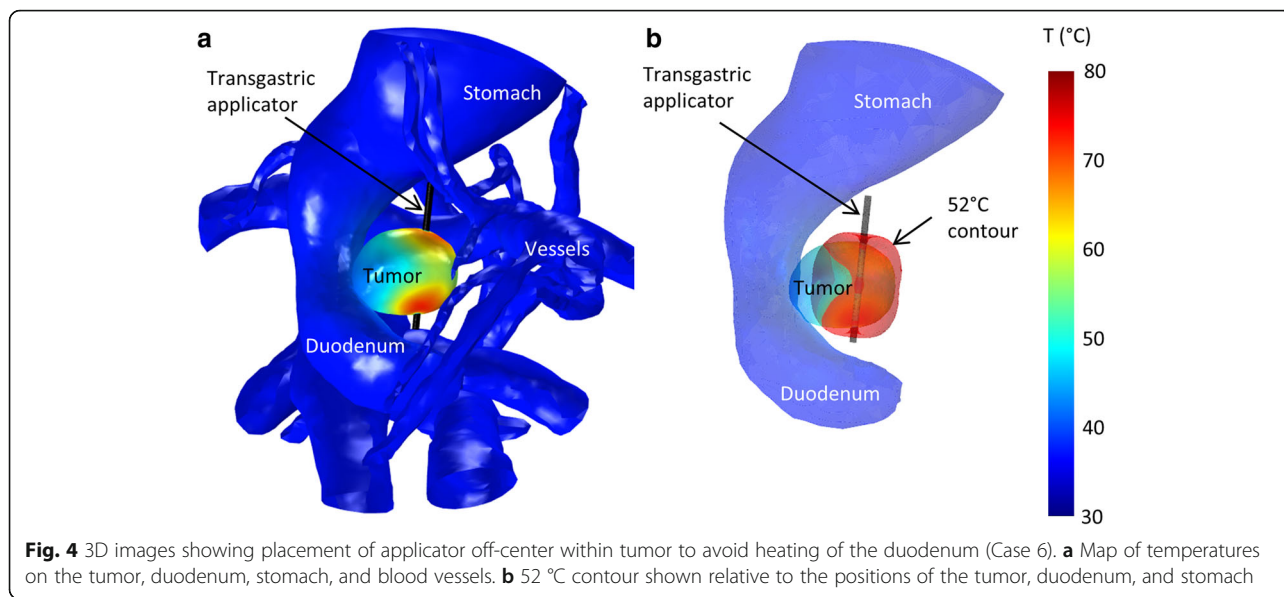 a
Transgastric
applicator
Stomach
Vessels
Tumor
Duodenum
b
Transgastric
applicator
Stomach
52°C
contour
Tumor
Duodenum
T (°C)
80
70
60
50
40
30
Fig. 4 3D images showing placement of applicator off-center within tumor to avoid heating of the duodenum (Case 6). a Map of temperatures
on the tumor, duodenum, stomach, and blood vessels. b 52 °C contour shown relative to the positions of the tumor, duodenum, and stomach